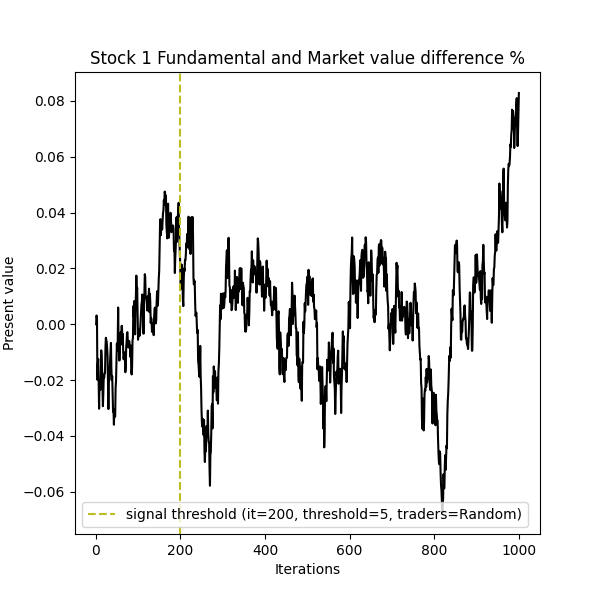 Stock 1 Fundamental and Market value difference %
Present value
0.08
0.06
0.04
0.02
0.00
−0.02
−0.04
−0.06
signal threshold (it=200, threshold=5, traders=Random)
0 200 400 600 800 1000
Iterations